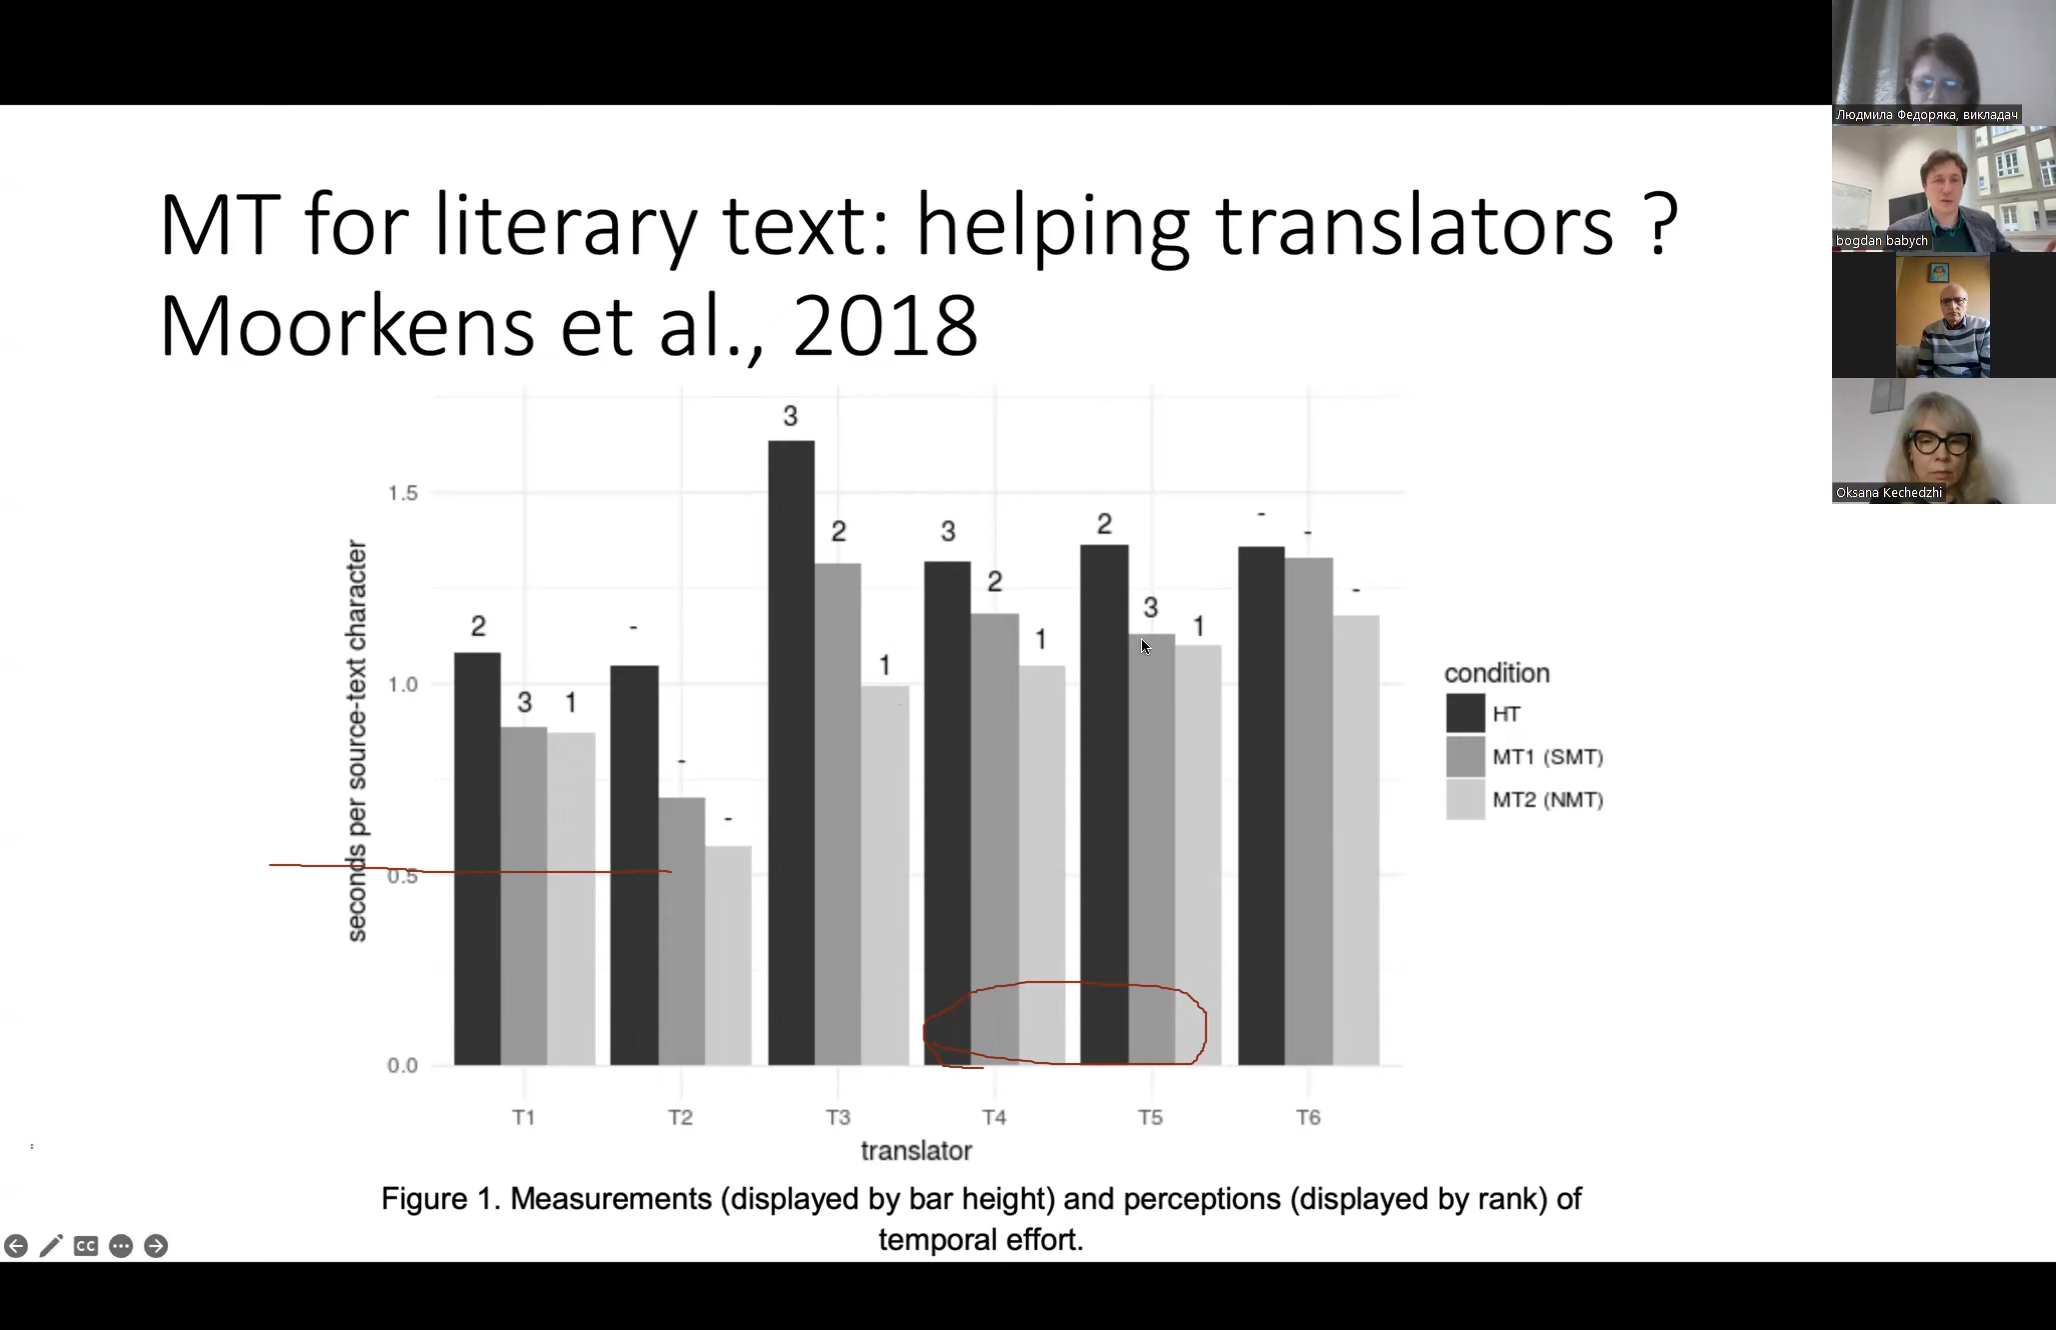 MT for literary text: helping translators ?
Moorkens et al., 2018
seconds per source-text character
1.5
1.0
0.5
0.0
2
3
1
-
-
-
3
2
1
3
2
1
2
3
1
-
-
-
T1
T2
T3
T4
T5
T6
translator
condition
HT
MT1 (SMT)
MT2 (NMT)
Figure 1. Measurements (displayed by bar height) and perceptions (displayed by rank) of
temporal effort.
CC
Людмила Федоряка, викладач
bogdan babych
Oksana Kechedzhi